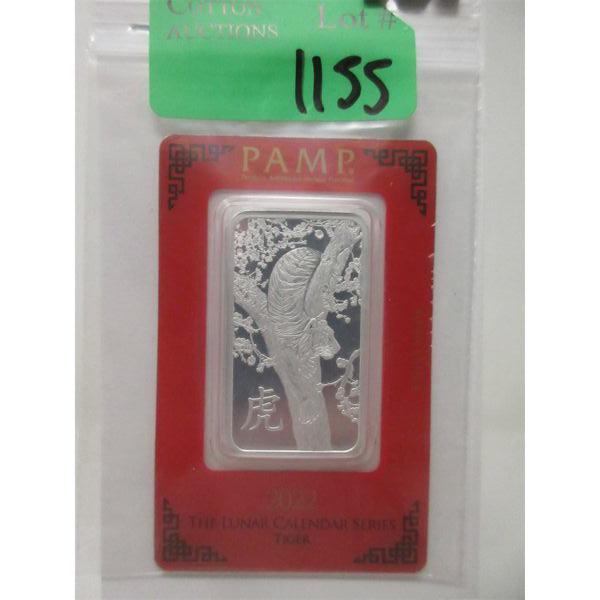 COTTON
AUCTIONS
Lot #
1155
PAMP.
虎
2022
THE LUNAR CALENDAR SERIES
TIGER